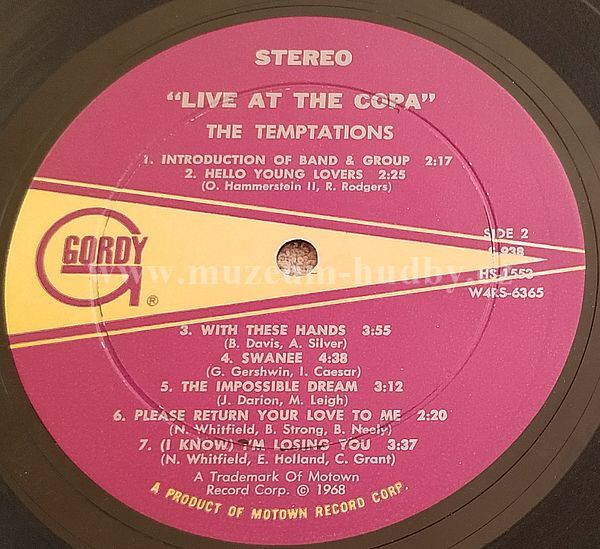 STEREO
"LIVE AT THE COPA"
THE TEMPTATIONS
1. INTRODUCTION OF BAND & GROUP 2:17
2. HELLO YOUNG LOVERS 2:25
(O. Hammerstein II, R. Rodgers)
GORDY
®
SIDE 2
G-938
HS-1553
W4RS-6365
www.muzeum-hudby.cz
3. WITH THESE HANDS 3:55
(B. Davis, A. Silver)
4. SWANEE 4:38
(G. Gershwin, I. Caesar)
5. THE IMPOSSIBLE DREAM 3:12
(J. Darion, M. Leigh)
6. PLEASE RETURN YOUR LOVE TO ME 2:20
(N. Whitfield, B. Strong, B. Neely)
7. (I KNOW) I'M LOSING YOU 3:37
(N. Whitfield, E. Holland, C. Grant)
A Trademark Of Motown
Record Corp. © 1968
A PRODUCT OF MOTOWN RECORD CORP.